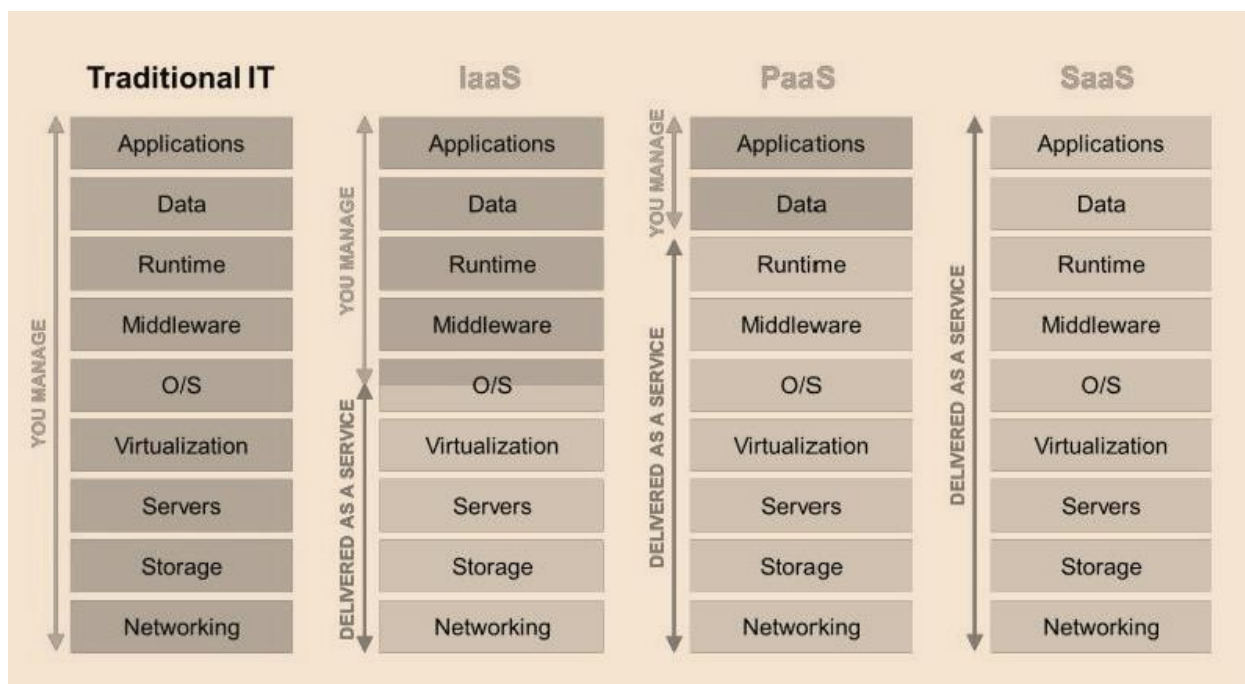 Traditional IT
YOU MANAGE
Applications
Data
Runtime
Middleware
O/S
Virtualization
Servers
Storage
Networking
IaaS
YOU MANAGE
DELIVERED AS A SERVICE
Applications
Data
Runtime
Middleware
O/S
Virtualization
Servers
Storage
Networking
PaaS
YOU MANAGE
DELIVERED AS A SERVICE
Applications
Data
Runtime
Middleware
O/S
Virtualization
Servers
Storage
Networking
SaaS
DELIVERED AS A SERVICE
Applications
Data
Runtime
Middleware
O/S
Virtualization
Servers
Storage
Networking